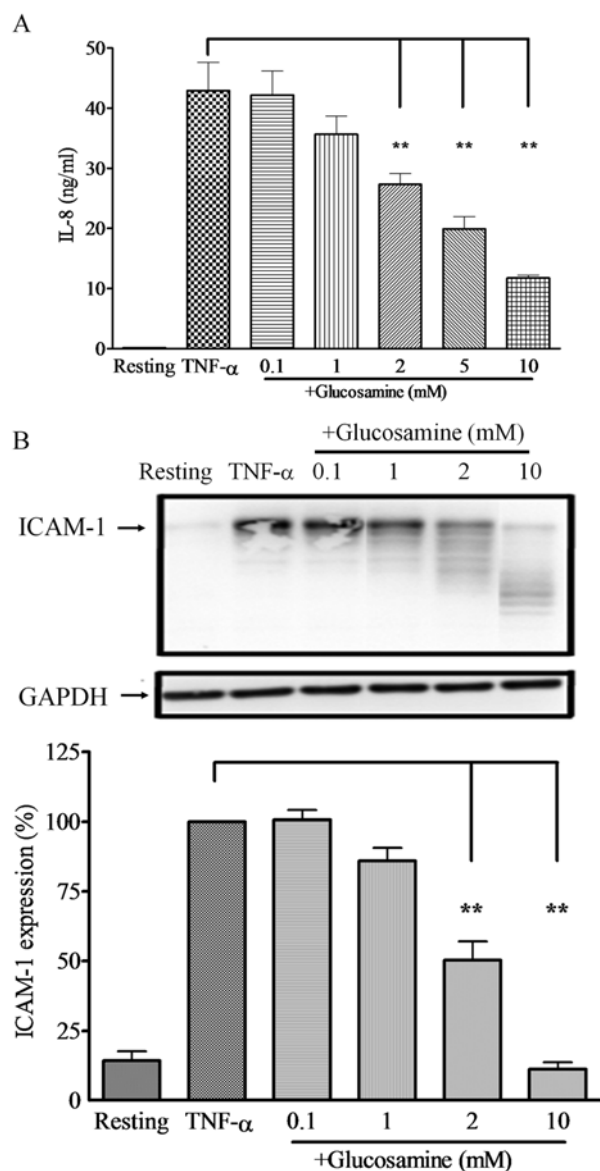 A
50
40
30
20
10
0
IL-8 (ng/ml)
** ** **
Resting TNF-α 0.1 1 2 5 10
+Glucosamine (mM)
B
+Glucosamine (mM)
Resting TNF-α 0.1 1 2 10
ICAM-1
GAPDH
125
100
75
50
25
0
ICAM-1 expression (%)
** **
Resting TNF-α 0.1 1 2 10
+Glucosamine (mM)